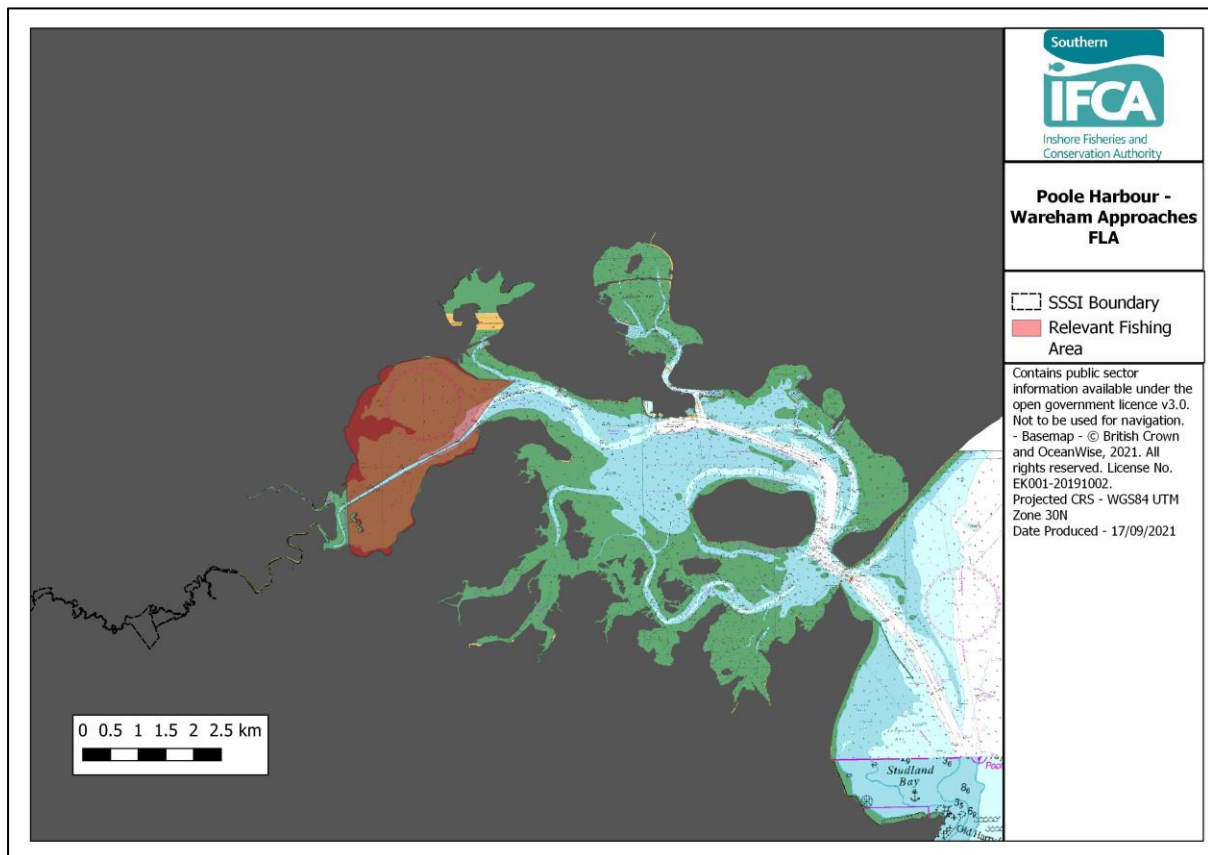 Southern
IFCA
Inshore Fisheries and
Conservation Authority
Poole Harbour -
Wareham Approaches
FLA
SSSI Boundary
Relevant Fishing
Area
Contains public sector
information available under the
open government licence v3.0.
Not to be used for navigation.
- Basemap - © British Crown
and OceanWise, 2021. All
rights reserved. License No.
EK001-20191002.
Projected CRS - WGS84 UTM
Zone 30N
Date Produced - 17/09/2021
0 0.5 1 1.5 2 2.5 km
Studland
Bay